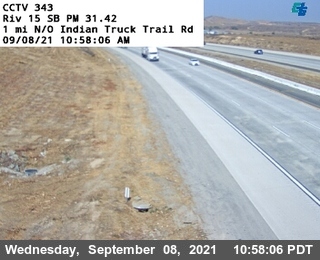 CCTV 343
Riv 15 SB PM 31.42
1 mi N/O Indian Truck Trail Rd
09/08/21 10:58:06 AM
Wednesday, September 08, 2021 10:58:06 PDT